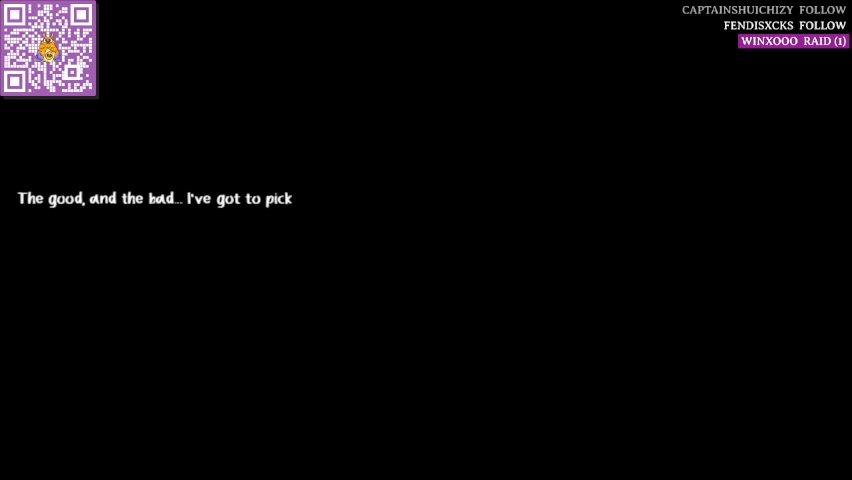 CAPTAINSHUICHIZY FOLLOW
FENDISXCKS FOLLOW
WINXOOO RAID (1)
The good, and the bad... I've got to pick